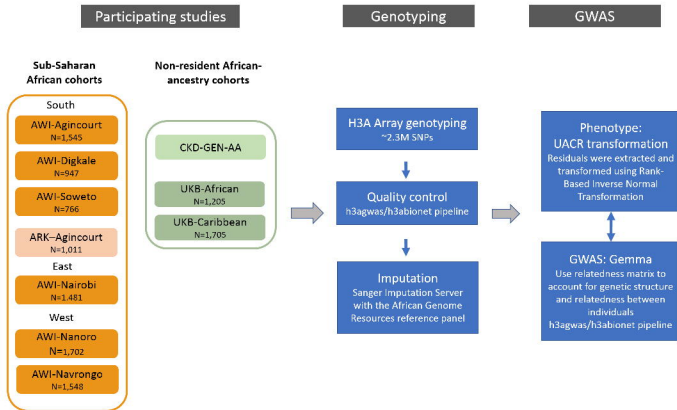 Participating studies
Genotyping
GWAS
Sub-Saharan
African cohorts
Non-resident African-
ancestry cohorts
South
AWI-Agincourt
N=1,545
AWI-Digkale
N=947
AWI-Soweto
N=766
ARK–Agincourt
N=1,011
East
AWI-Nairobi
N=1.481
West
AWI-Nanoro
N=1,702
AWI-Navrongo
N=1,548
CKD-GEN-AA
UKB-African
N=1,205
UKB-Caribbean
N=1,705
H3A Array genotyping
~2.3M SNPs
Quality control
h3agwas/h3abionet pipeline
Imputation
Sanger Imputation Server
with the African Genome
Resources reference panel
Phenotype:
UACR transformation
Residuals were extracted and
transformed using Rank-
Based Inverse Normal
Transformation
GWAS: Gemma
Use relatedness matrix to
account for genetic structure
and relatedness between
individuals
h3agwas/h3abionet pipeline